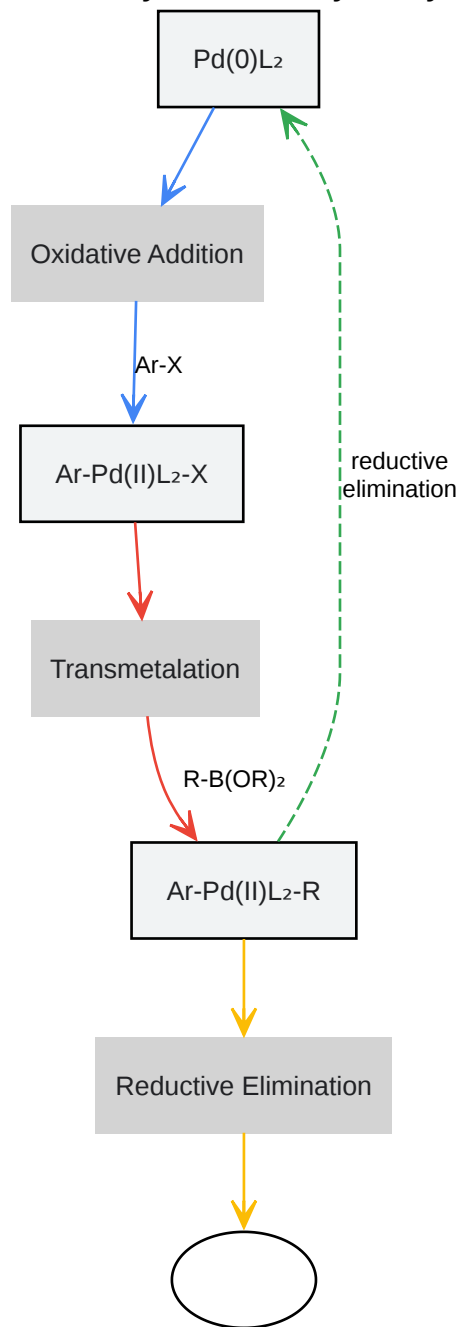 Pd(0)L₂
Oxidative Addition
Ar-X
Ar-Pd(II)L₂-X
reductive
elimination
Transmetalation
R-B(OR)₂
Ar-Pd(II)L₂-R
Reductive Elimination